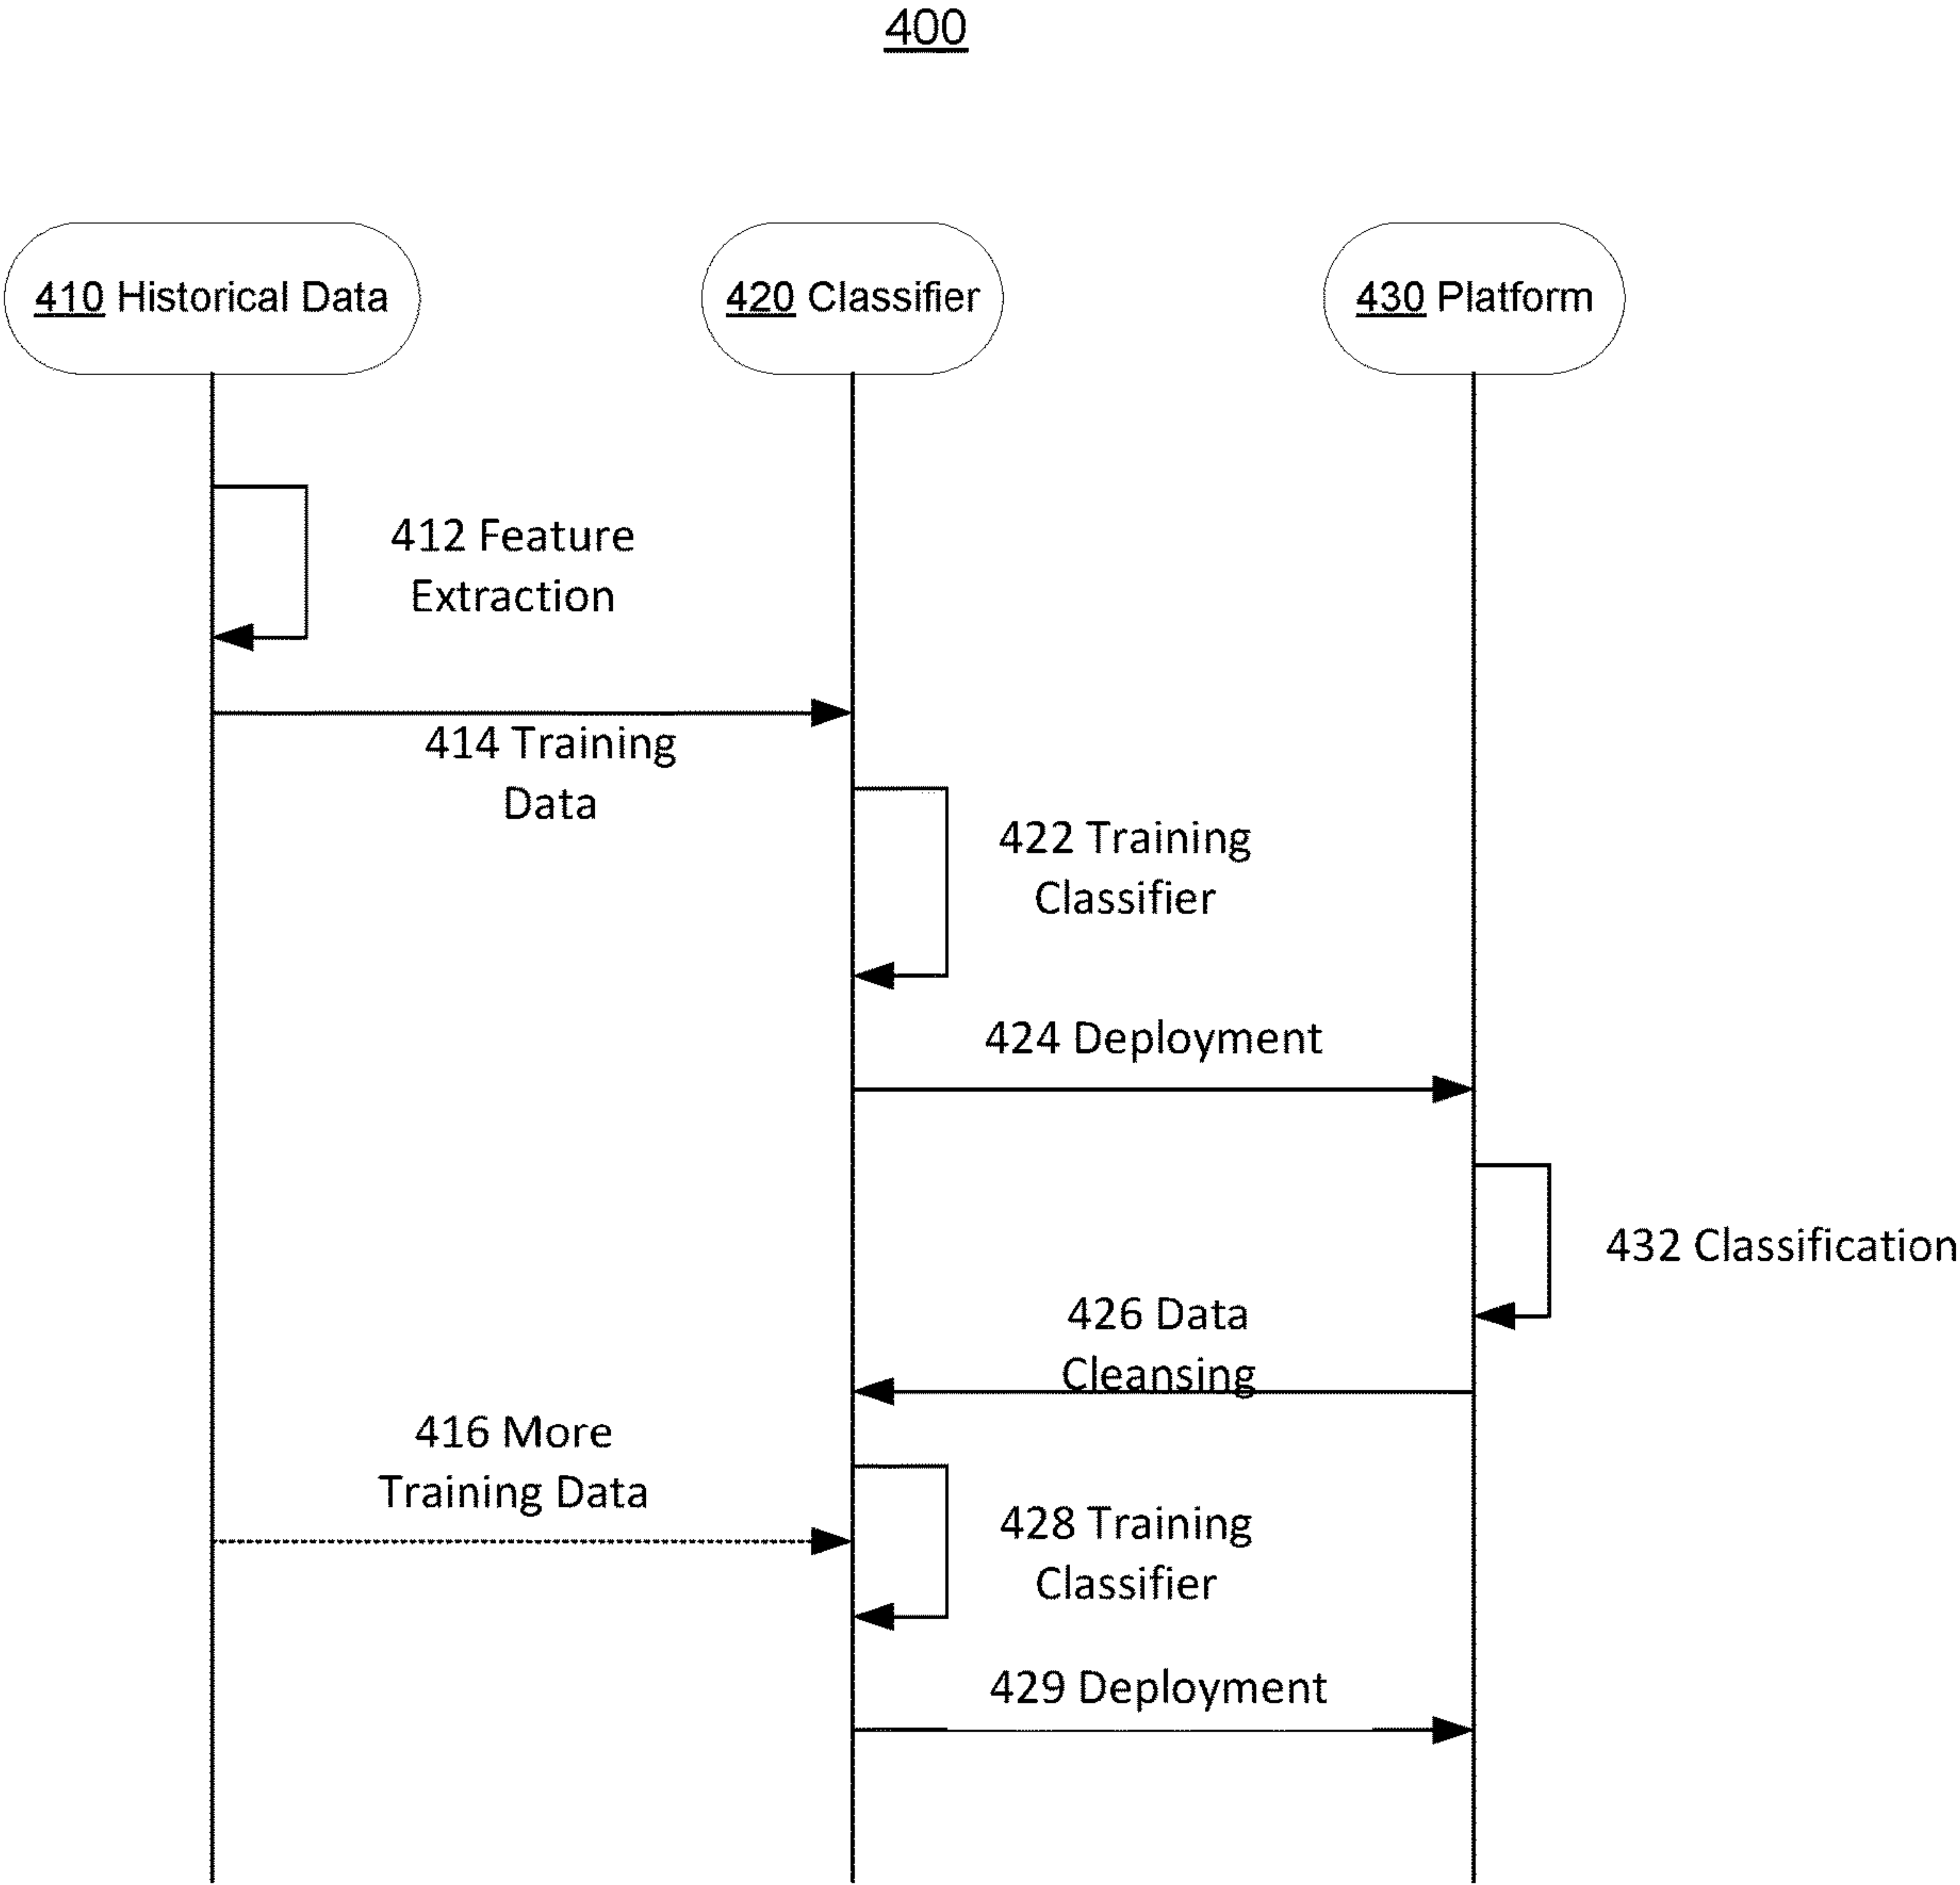 400
410 Historical Data
420 Classifier
430 Platform
412 Feature
Extraction
414 Training
Data
422 Training
Classifier
424 Deployment
432 Classification
426 Data
Cleansing
416 More
Training Data
428 Training
Classifier
429 Deployment